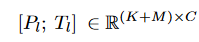 [P_l; T_l] ∈ ℝ^{(K+M)×C}